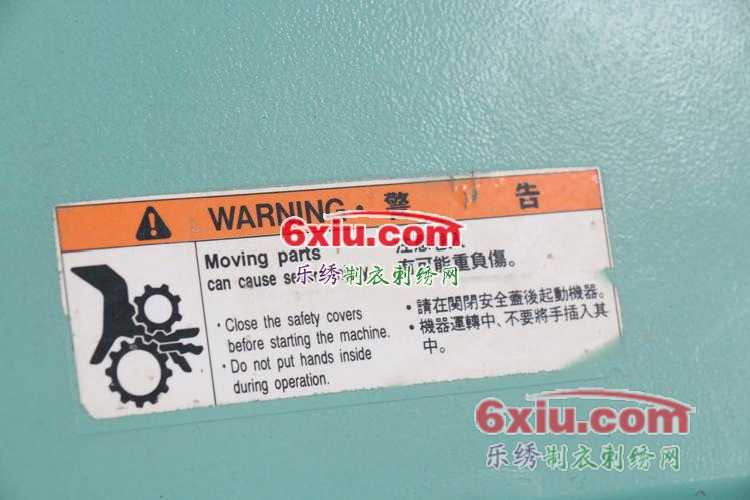 WARNING · 警 告
6xiu.com
乐绣制衣刺绣网
Moving parts
can cause
有可能重負傷。
· Close the safety covers
before starting the machine.
· Do not put hands inside
during operation.
· 請在関閉安全蓋後起動機器。
· 機器運轉中、不要將手插入其
中。
6xiu.com
乐绣制衣刺绣网